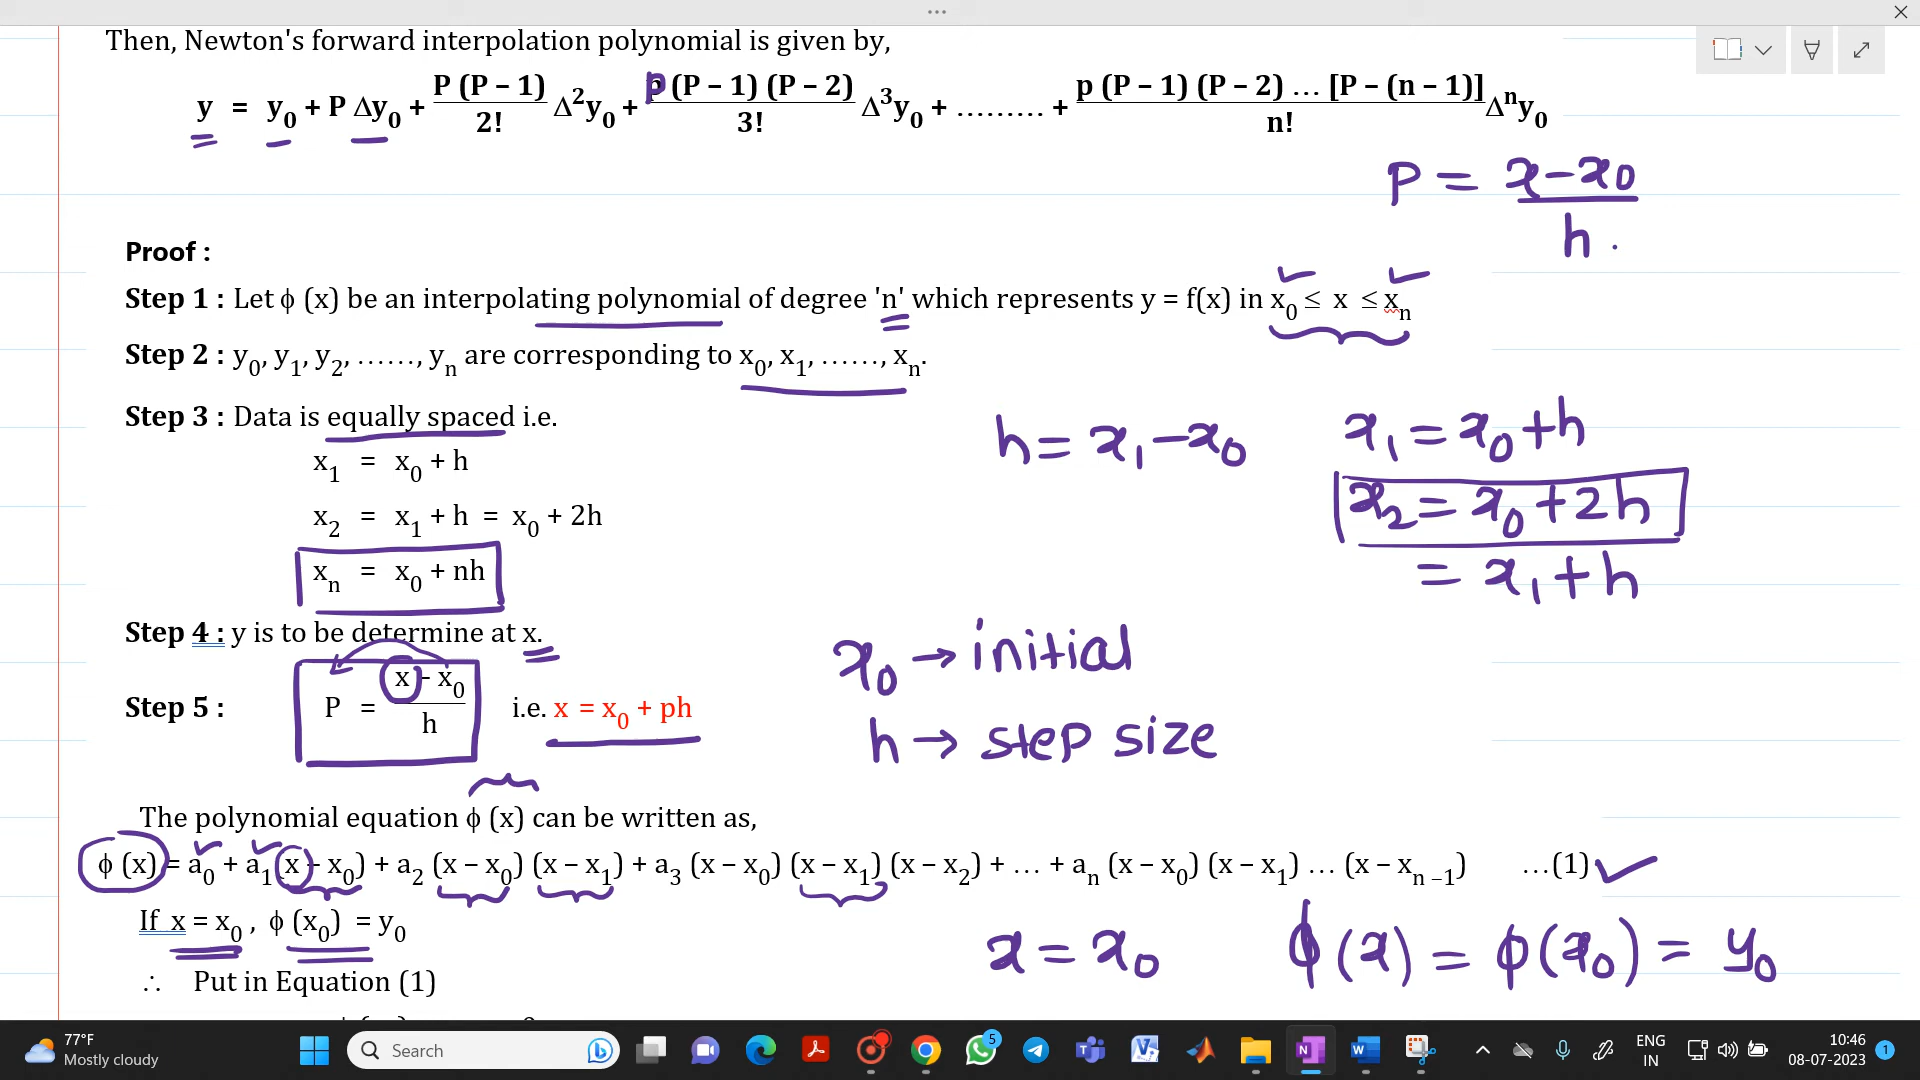 Then, Newton's forward interpolation polynomial is given by,
y = y₀ + P Δy₀ + P (P – 1)/2! Δ²y₀ + p (P – 1) (P – 2)/3! Δ³y₀ + ……… + p (P – 1) (P – 2) … [P – (n – 1)]/n! Δⁿy₀
P = x – x₀/h .
Proof :
Step 1 : Let ϕ (x) be an interpolating polynomial of degree 'n' which represents y = f(x) in x₀ ≤ x ≤ xₙ
Step 2 : y₀, y₁, y₂, ……, yₙ are corresponding to x₀, x₁, ……, xₙ.
Step 3 : Data is equally spaced i.e.
x₁ = x₀ + h
h = x₁ – x₀
x₁ = x₀ + h
x₂ = x₁ + h = x₀ + 2h
x₂ = x₀ + 2h
xₙ = x₀ + nh
= x₁ + h
Step 4 : y is to be determine at x.
x₀ → initial
Step 5 : P = x – x₀/h i.e. x = x₀ + ph
h → step size
The polynomial equation ϕ (x) can be written as,
ϕ (x) = a₀ + a₁ (x – x₀) + a₂ (x – x₀) (x – x₁) + a₃ (x – x₀) (x – x₁) (x – x₂) + … + aₙ (x – x₀) (x – x₁) … (x – xₙ ₋₁) …(1)
If x = x₀ , ϕ (x₀) = y₀
x = x₀
ϕ(x) = ϕ(x₀) = y₀
∴ Put in Equation (1)
77°F
Mostly cloudy
Search
5
ENG
IN
10:46
08-07-2023
1